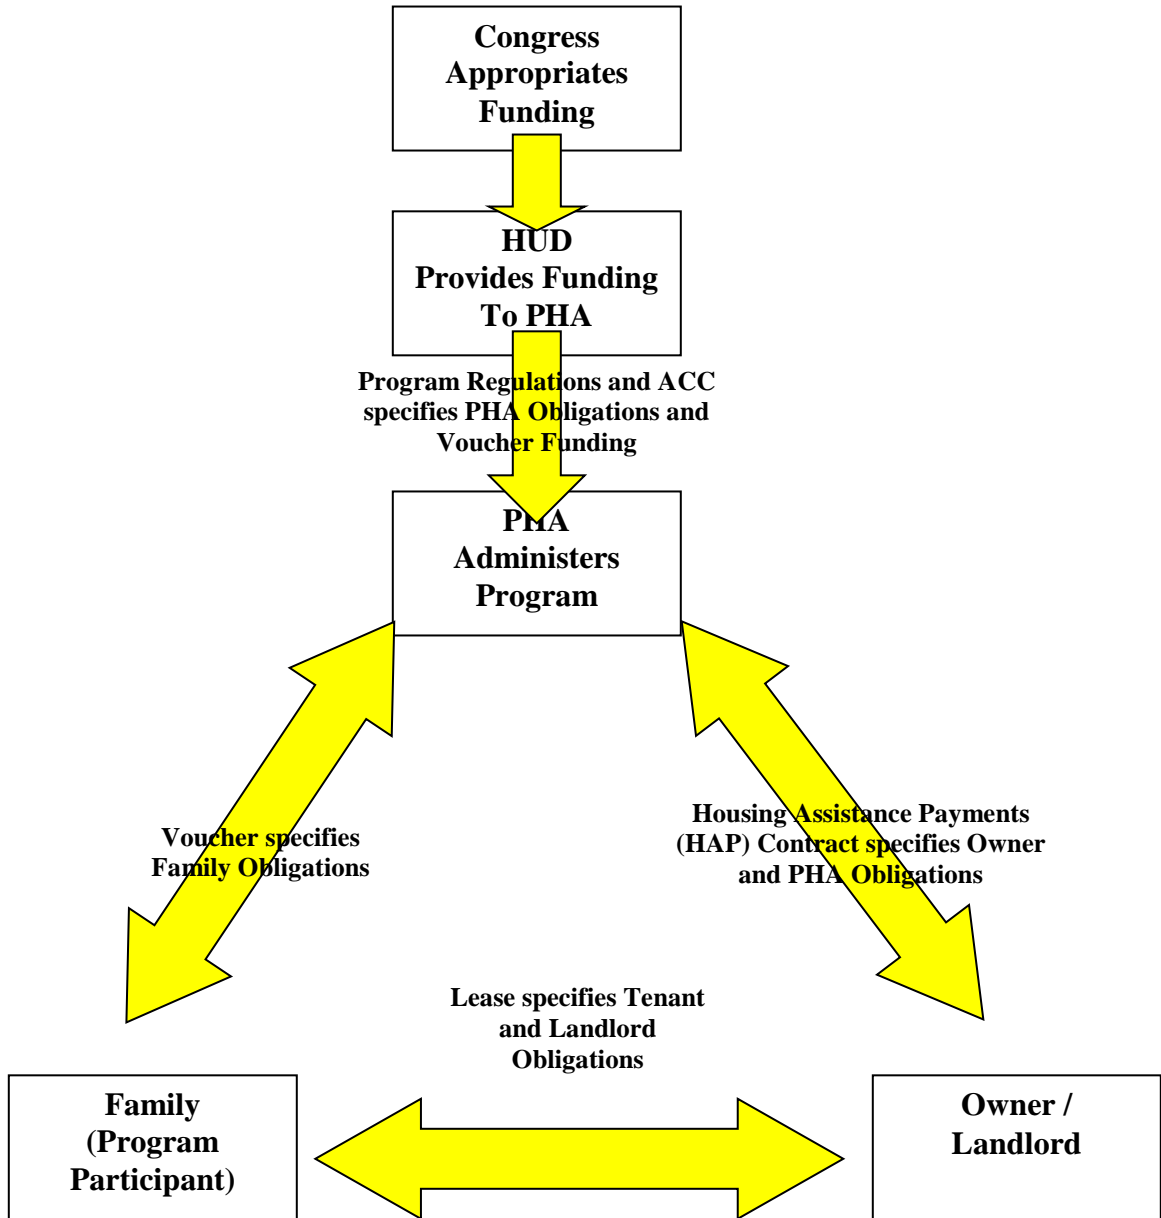 Congress
Appropriates
Funding
HUD
Provides Funding
To PHA
Program Regulations and ACC
specifies PHA Obligations and
Voucher Funding
PHA
Administers
Program
Voucher specifies
Family Obligations
Housing Assistance Payments
(HAP) Contract specifies Owner
and PHA Obligations
Lease specifies Tenant
and Landlord
Obligations
Family
(Program
Participant)
Owner /
Landlord